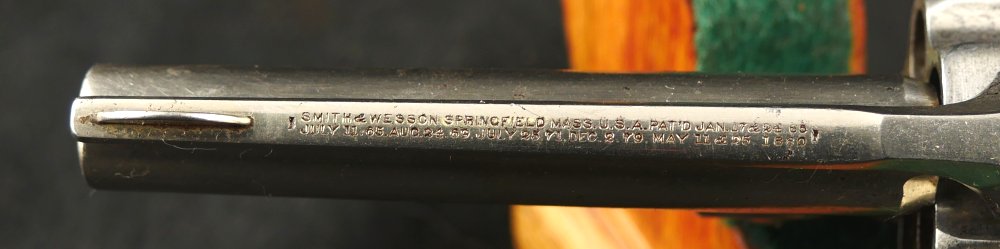 SMITH & WESSON SPRINGFIELD MASS. U.S.A. PAT'D JAN. 17 & 24 65
JULY 11. 65 AUG. 24 69. JULY 25 71. DEC. 2. 79. MAY 11 & 25. 1880